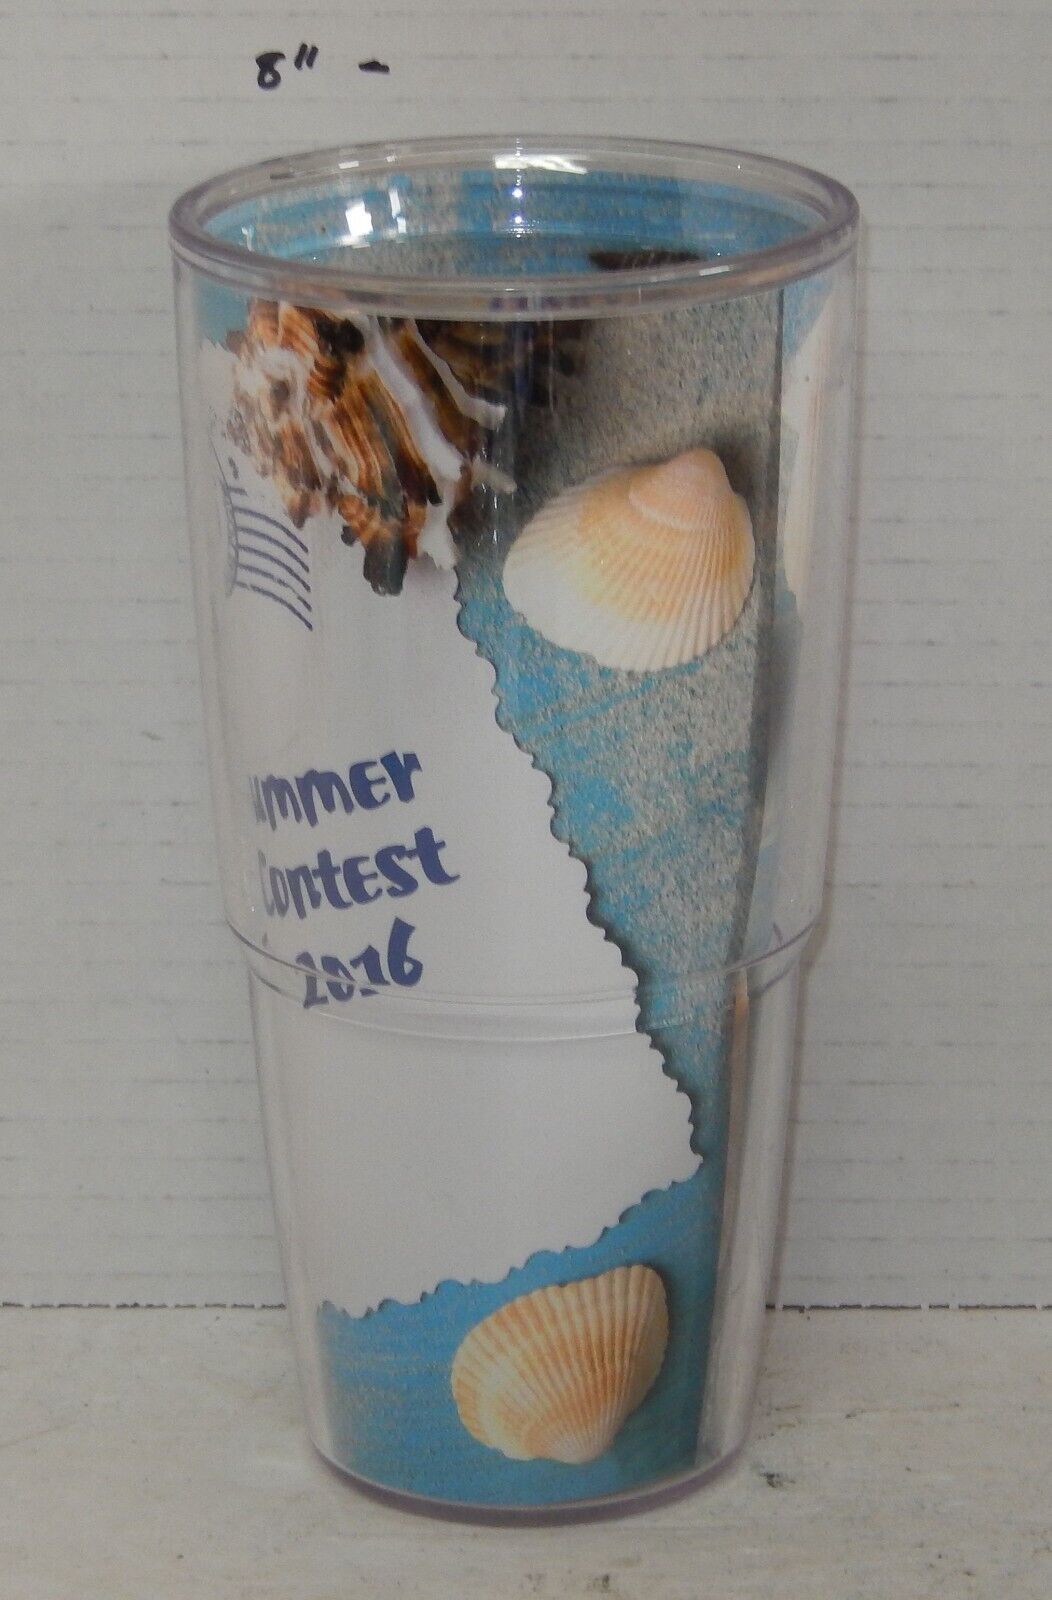 8" -
ummer
Contest
2016